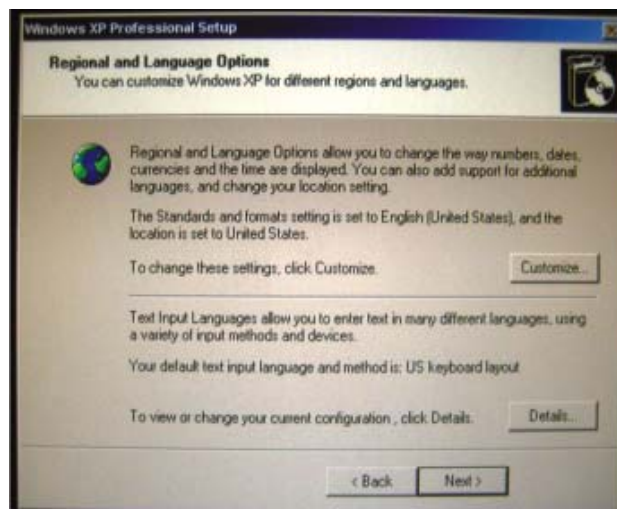 Windows XP Professional Setup
Regional and Language Options
You can customize Windows XP for different regions and languages.
Regional and Language Options allow you to change the way numbers, dates,
currencies and the time are displayed. You can also add support for additional
languages, and change your location setting.
The Standards and formats setting is set to English (United States), and the
location is set to United States.
To change these settings, click Customize.
Customize...
Text Input Languages allow you to enter text in many different languages, using
a variety of input methods and devices.
Your default text input language and method is: US keyboard layout
To view or change your current configuration , click Details.
Details...
< Back
Next >